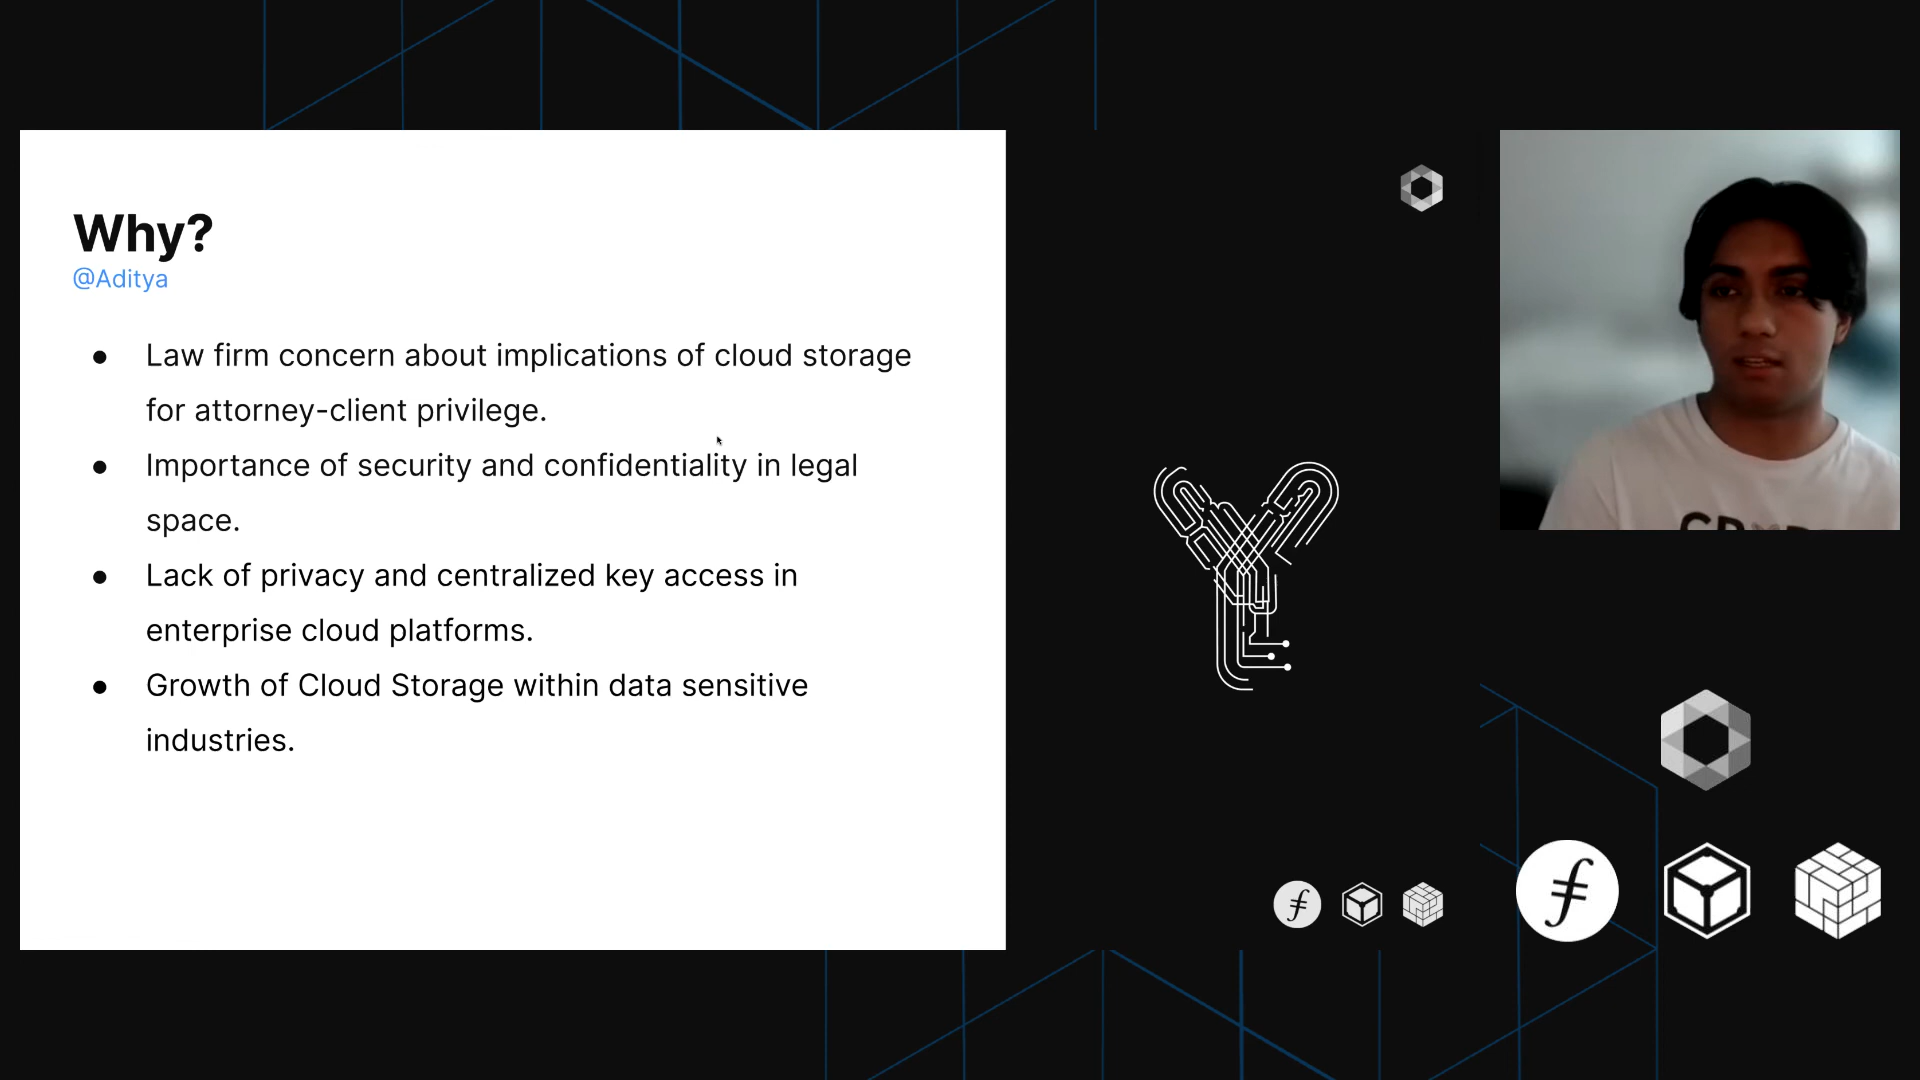 Why?
@Aditya
● Law firm concern about implications of cloud storage
for attorney-client privilege.
● Importance of security and confidentiality in legal
space.
● Lack of privacy and centralized key access in
enterprise cloud platforms.
● Growth of Cloud Storage within data sensitive
industries.